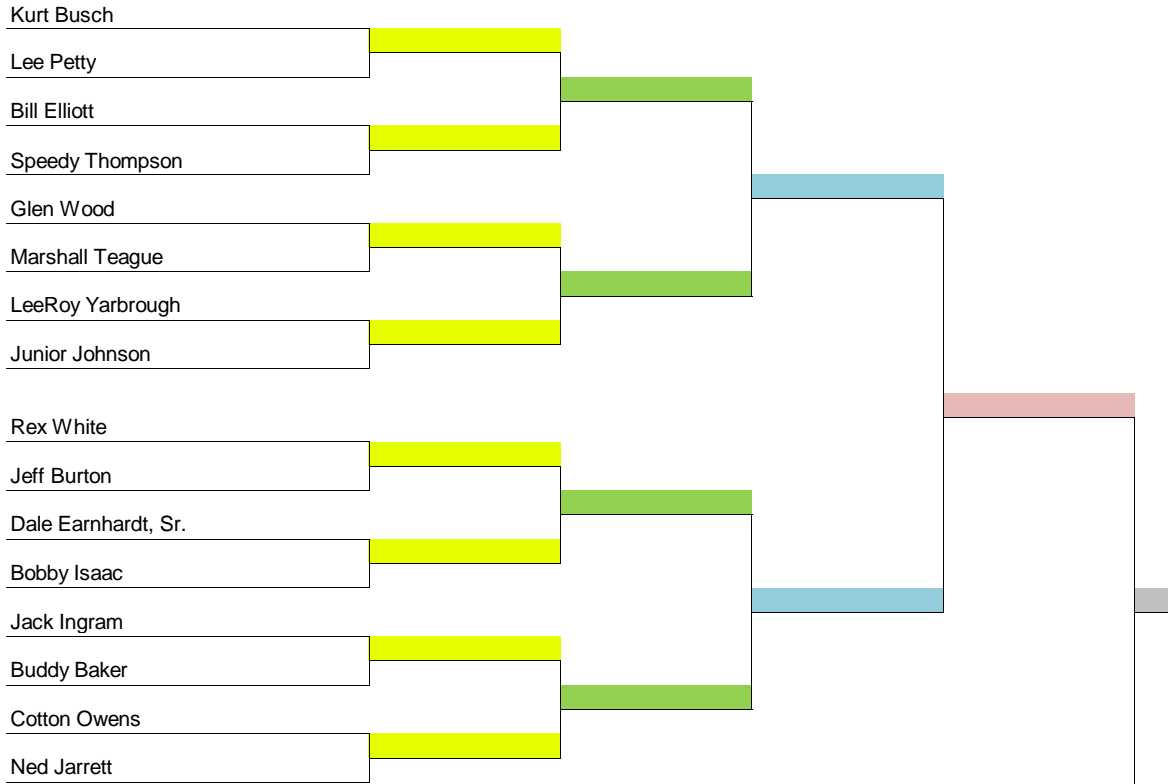 Kurt Busch
Lee Petty
Bill Elliott
Speedy Thompson
Glen Wood
Marshall Teague
LeeRoy Yarbrough
Junior Johnson
Rex White
Jeff Burton
Dale Earnhardt, Sr.
Bobby Isaac
Jack Ingram
Buddy Baker
Cotton Owens
Ned Jarrett